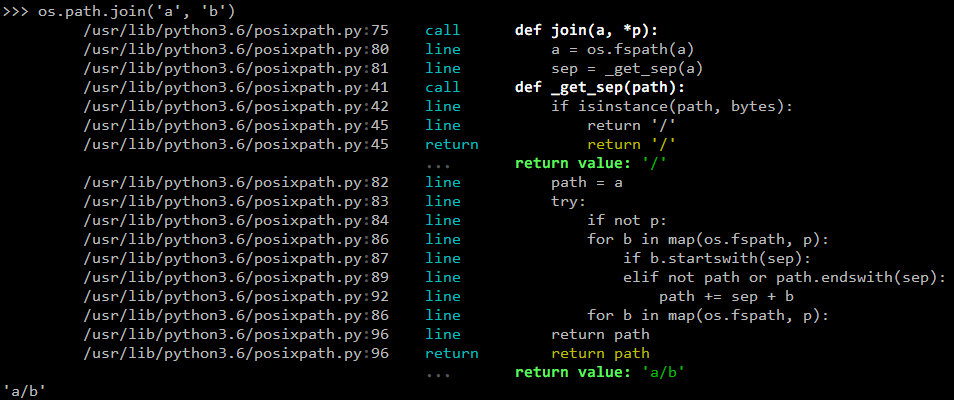 >>> os.path.join('a', 'b')
/usr/lib/python3.6/posixpath.py:75 call def join(a, *p):
/usr/lib/python3.6/posixpath.py:80 line a = os.fspath(a)
/usr/lib/python3.6/posixpath.py:81 line sep = _get_sep(a)
/usr/lib/python3.6/posixpath.py:41 call def _get_sep(path):
/usr/lib/python3.6/posixpath.py:42 line if isinstance(path, bytes):
/usr/lib/python3.6/posixpath.py:45 line return '/'
/usr/lib/python3.6/posixpath.py:45 return return '/'
... return value: '/'
/usr/lib/python3.6/posixpath.py:82 line path = a
/usr/lib/python3.6/posixpath.py:83 line try:
/usr/lib/python3.6/posixpath.py:84 line if not p:
/usr/lib/python3.6/posixpath.py:86 line for b in map(os.fspath, p):
/usr/lib/python3.6/posixpath.py:87 line if b.startswith(sep):
/usr/lib/python3.6/posixpath.py:89 line elif not path or path.endswith(sep):
/usr/lib/python3.6/posixpath.py:92 line path += sep + b
/usr/lib/python3.6/posixpath.py:86 line for b in map(os.fspath, p):
/usr/lib/python3.6/posixpath.py:96 line return path
/usr/lib/python3.6/posixpath.py:96 return return path
... return value: 'a/b'
'a/b'